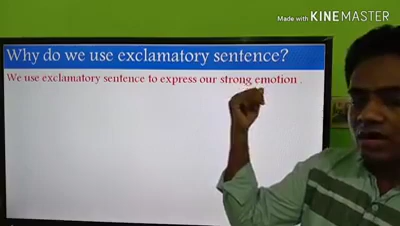 Made with KINEMASTER
Why do we use exclamatory sentence?
We use exclamatory sentence to express our strong emotion .